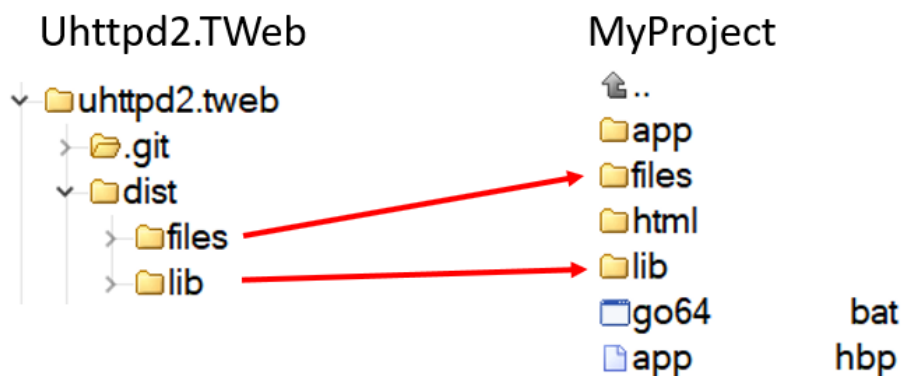 Uhttpd2.TWeb
uhttpd2.tweb
.git
dist
files
lib
MyProject
..
app
files
html
lib
go64 bat
app hbp